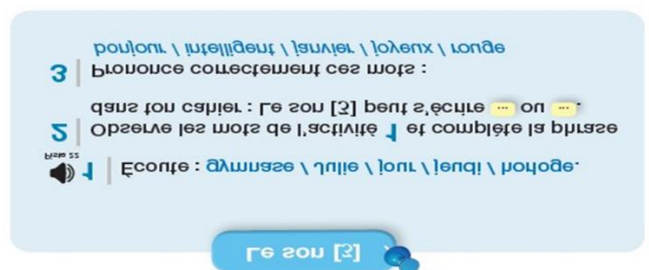 Le son [ʒ]
Piste 22
1 Écoute : gymnase / Julie / jour / jeudi / horloge.
2 Observe les mots de l'activité 1 et complète la phrase
dans ton cahier : Le son [ʒ] peut s'écrire ... ou ... .
3 Prononce correctement ces mots :
bonjour / intelligent / janvier / joyeux / rouge